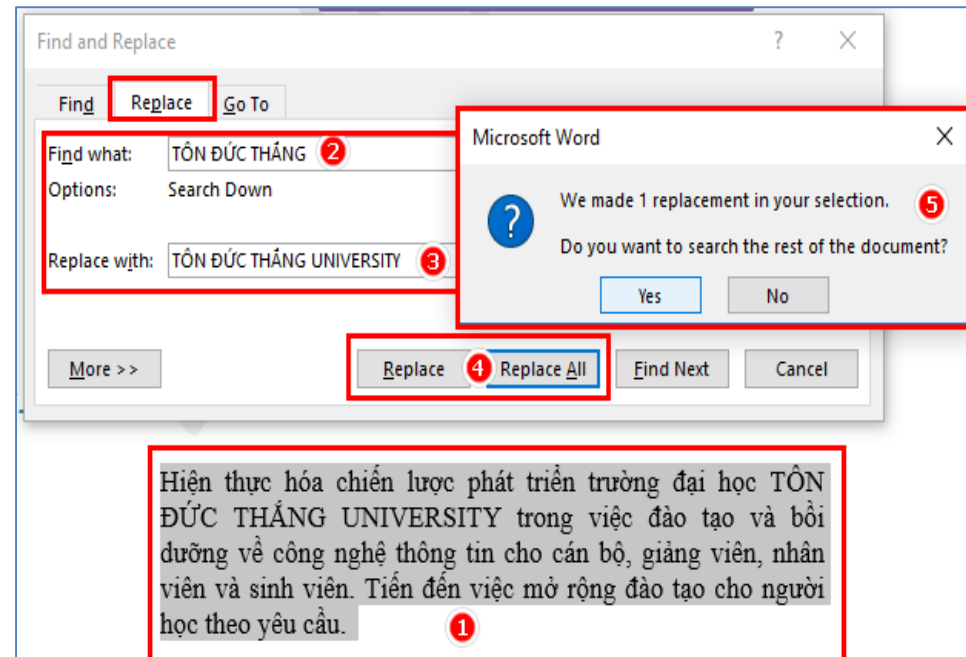 Find and Replace
? ×
Find Replace Go To
Find what: TÔN ĐỨC THẮNG 2
Options: Search Down
Replace with: TÔN ĐỨC THẮNG UNIVERSITY 3
More >> Replace 4 Replace All Find Next Cancel
Microsoft Word ×
? We made 1 replacement in your selection. 5
Do you want to search the rest of the document?
Yes No
Hiện thực hóa chiến lược phát triển trường đại học TÔN
ĐỨC THẮNG UNIVERSITY trong việc đào tạo và bồi
dưỡng về công nghệ thông tin cho cán bộ, giảng viên, nhân
viên và sinh viên. Tiến đến việc mở rộng đào tạo cho người
học theo yêu cầu. 1